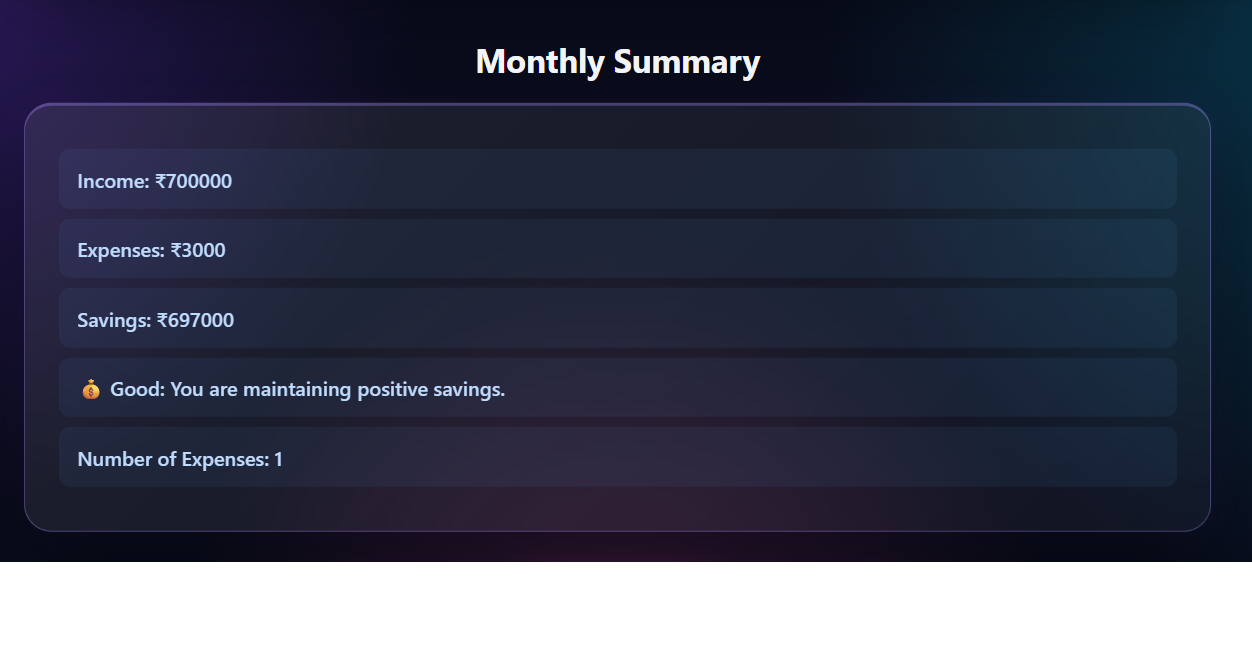 Monthly Summary
Income: ₹700000
Expenses: ₹3000
Savings: ₹697000
💰 Good: You are maintaining positive savings.
Number of Expenses: 1